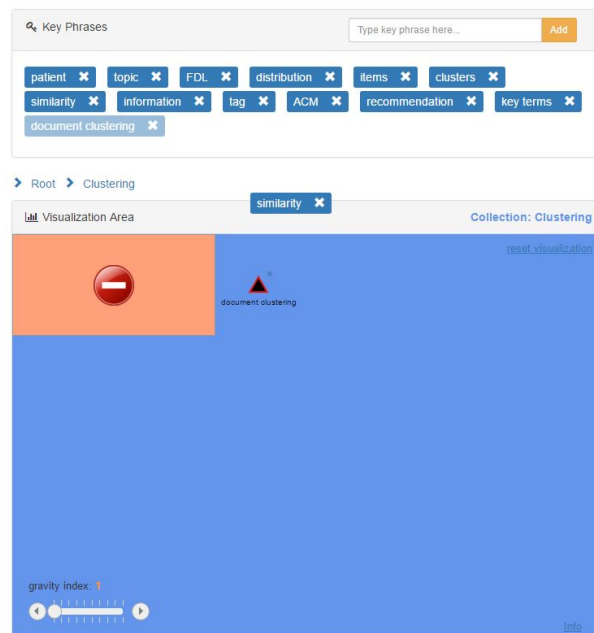 Key Phrases
Type key phrase here...
Add
patient ✖ topic ✖ FDL ✖ distribution ✖ items ✖ clusters ✖
similarity ✖ information ✖ tag ✖ ACM ✖ recommendation ✖ key terms ✖
document clustering ✖
Root Clustering
similarity ✖
Visualization Area
Collection: Clustering
reset visualization
document clustering
gravity index: 1
Info